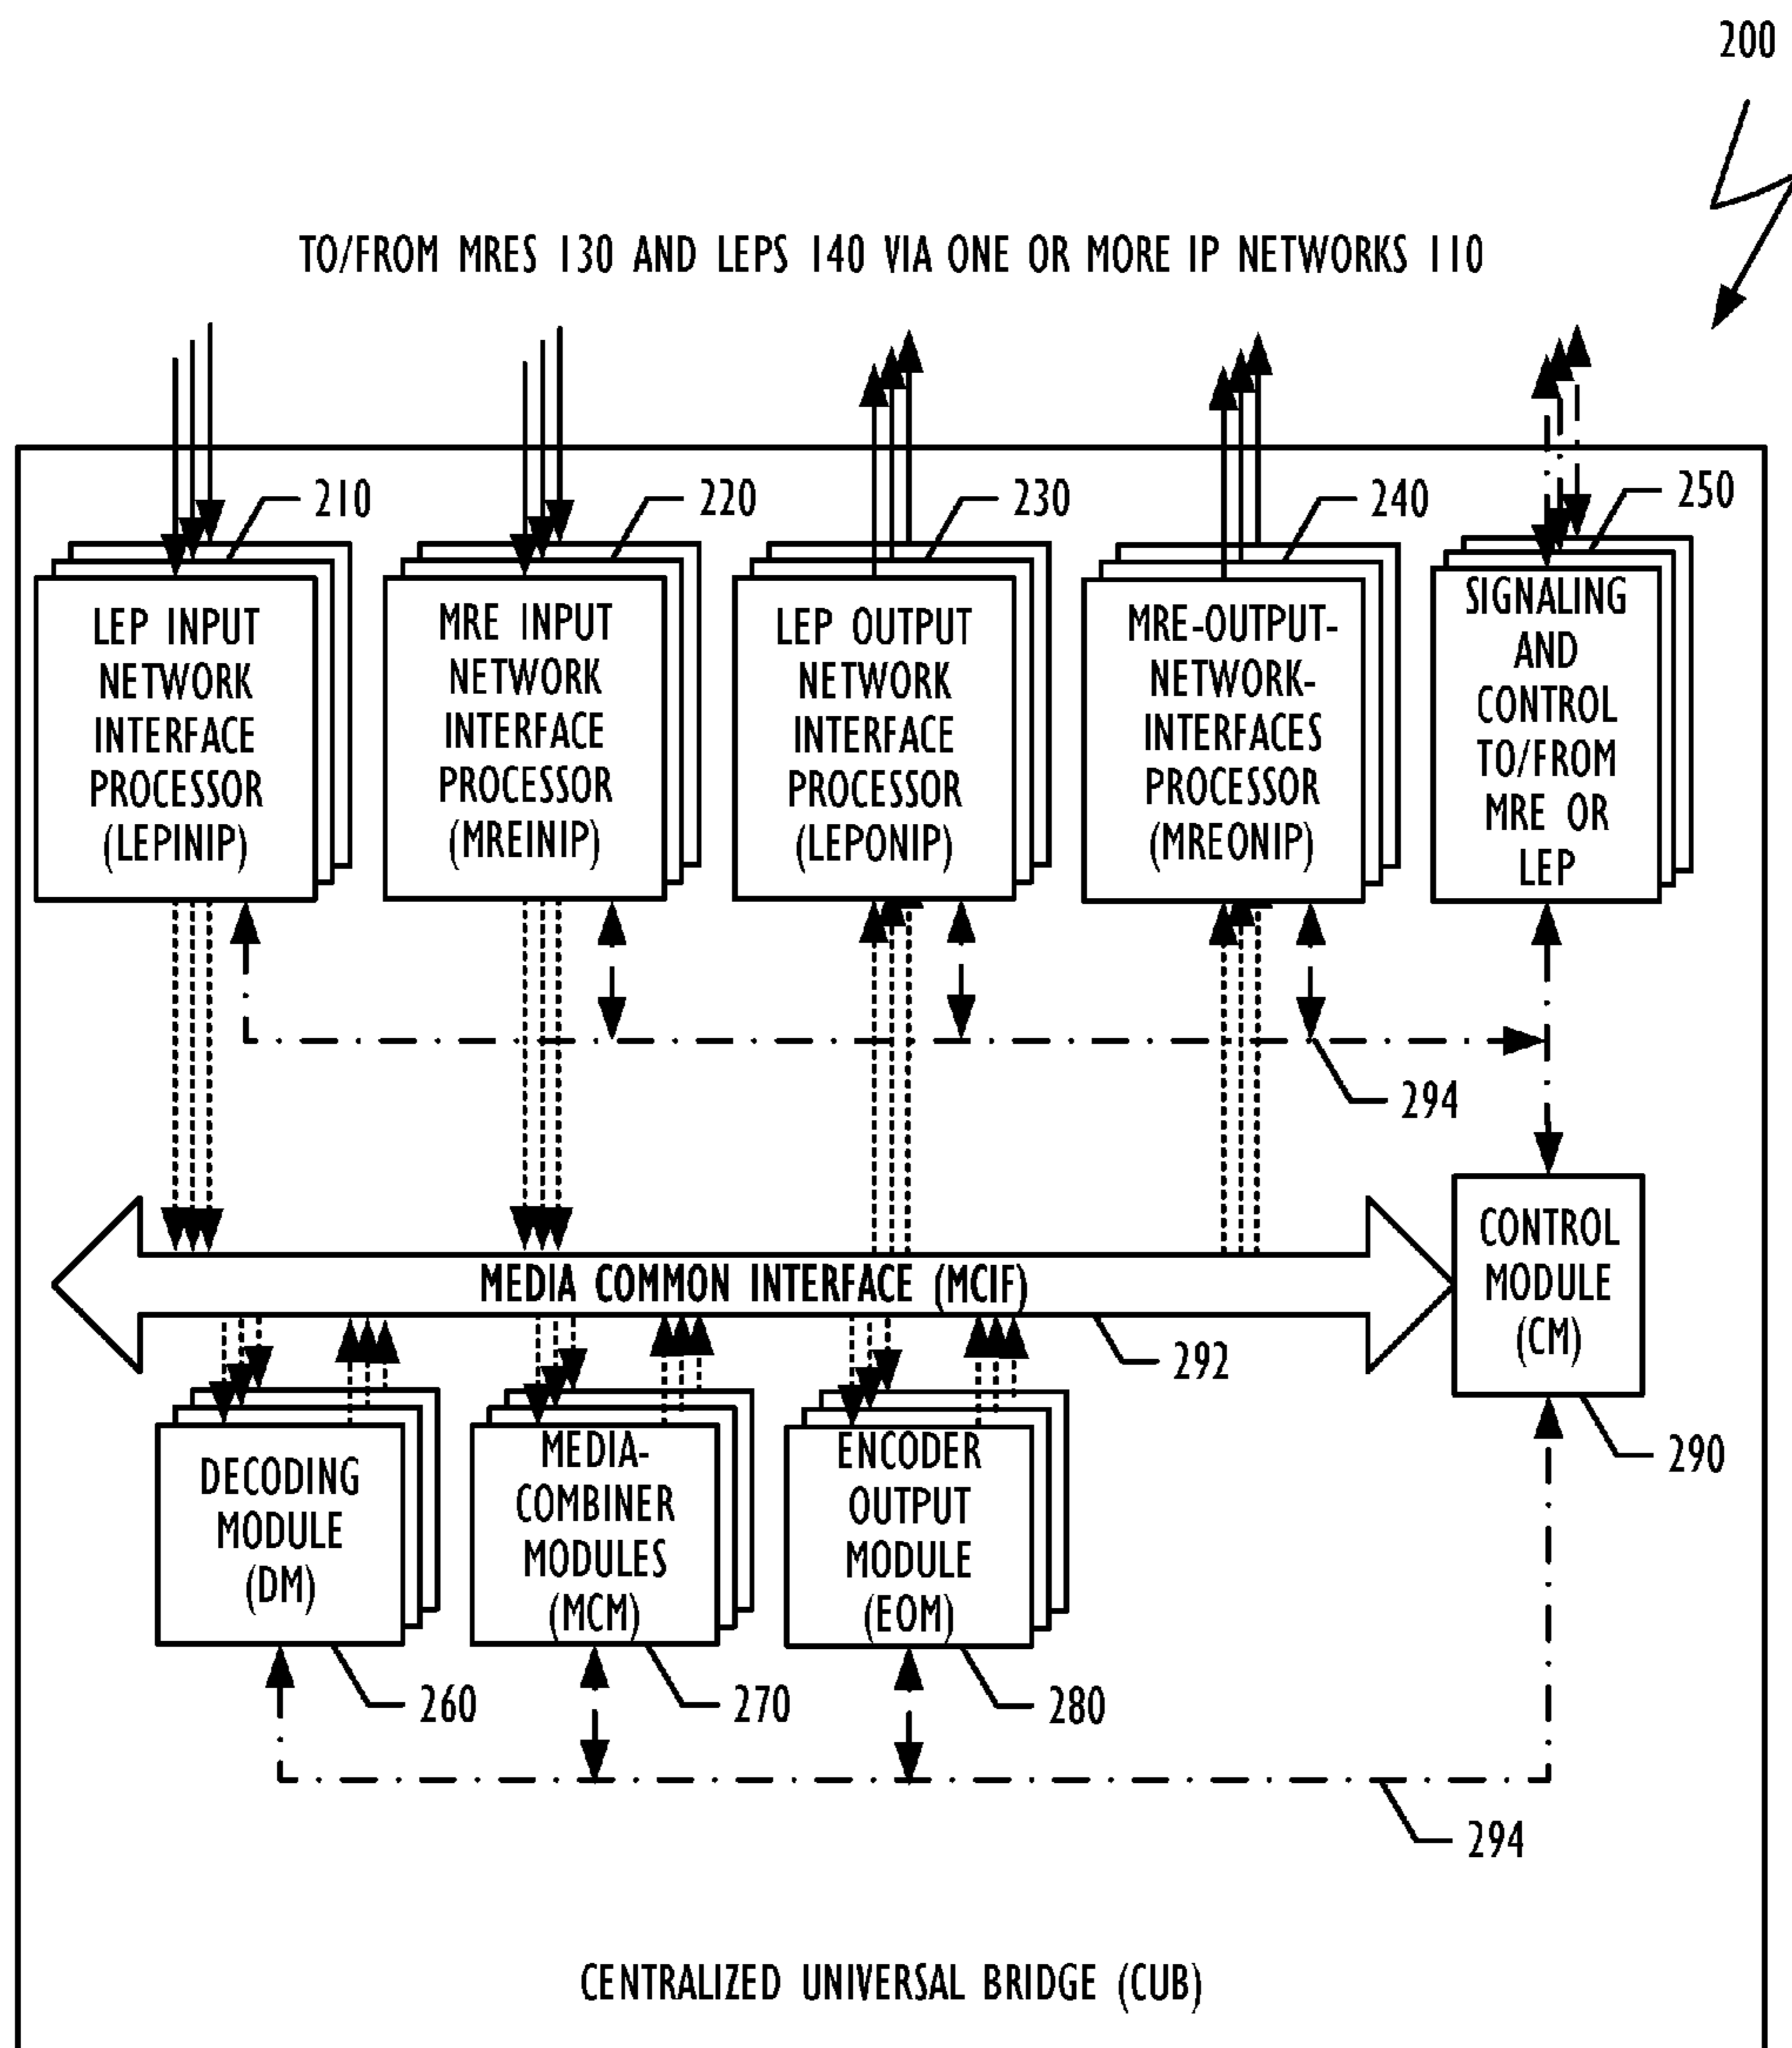 200
TO/FROM MRES 130 AND LEPS 140 VIA ONE OR MORE IP NETWORKS 110
210
220
230
240
250
LEP INPUT
NETWORK
INTERFACE
PROCESSOR
(LEPINIP)
MRE INPUT
NETWORK
INTERFACE
PROCESSOR
(MREINIP)
LEP OUTPUT
NETWORK
INTERFACE
PROCESSOR
(LEPONIP)
MRE-OUTPUT-
NETWORK-
INTERFACES
PROCESSOR
(MREONIP)
SIGNALING
AND
CONTROL
TO/FROM
MRE OR
LEP
294
MEDIA COMMON INTERFACE (MCIF)
292
CONTROL
MODULE
(CM)
290
DECODING
MODULE
(DM)
260
MEDIA-
COMBINER
MODULES
(MCM)
270
ENCODER
OUTPUT
MODULE
(EOM)
280
294
CENTRALIZED UNIVERSAL BRIDGE (CUB)